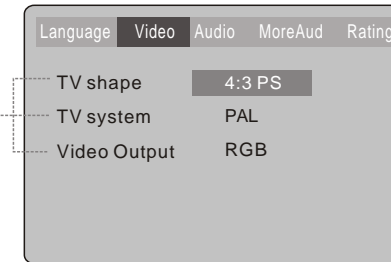 Language Video Audio MoreAud Rating
TV shape 4:3 PS
TV system PAL
Video Output RGB